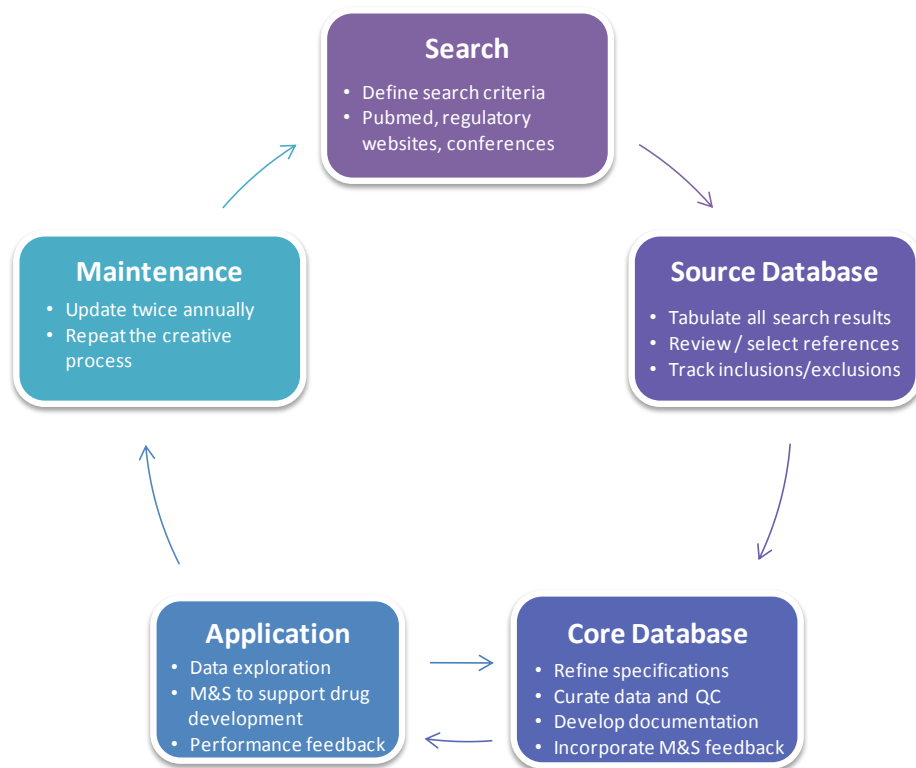 Search
• Define search criteria
• Pubmed, regulatory
websites, conferences
Maintenance
• Update twice annually
• Repeat the creative
process
Source Database
• Tabulate all search results
• Review / select references
• Track inclusions/exclusions
Application
• Data exploration
• M&S to support drug
development
• Performance feedback
Core Database
• Refine specifications
• Curate data and QC
• Develop documentation
• Incorporate M&S feedback